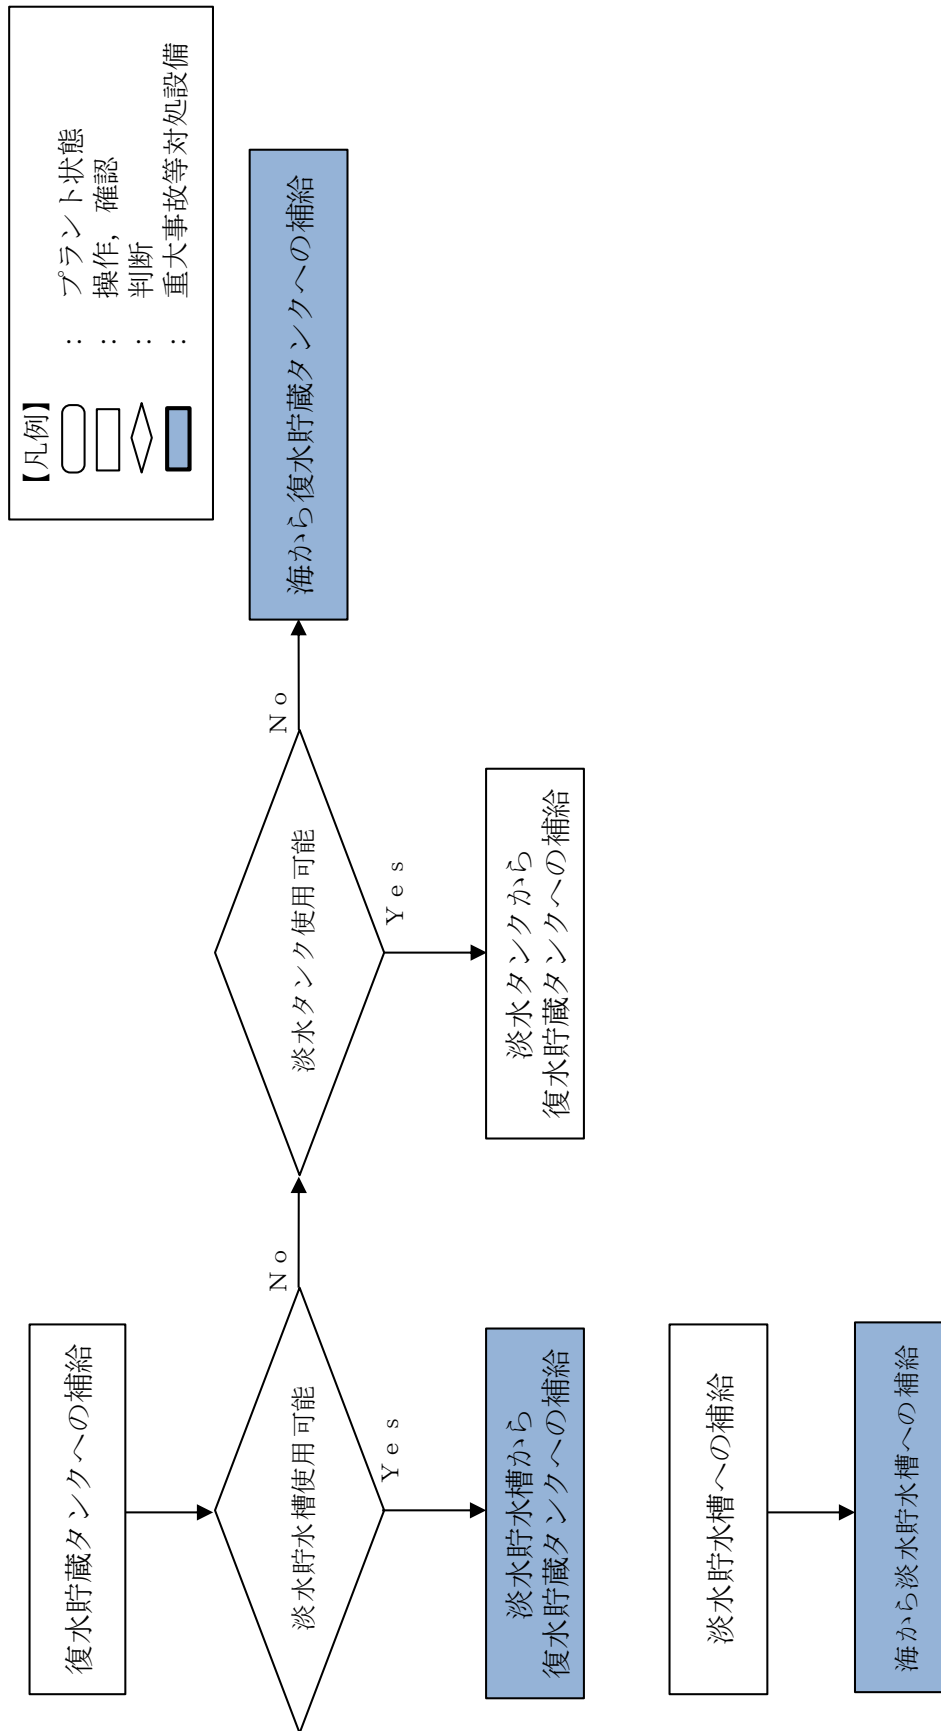 【凡例】
： プラント状態
： 操作，確認
： 判断
： 重大事故等対処設備
復水貯蔵タンクへの補給
淡水貯水槽使用可能
No
Yes
淡水貯水槽から
復水貯蔵タンクへの補給
淡水タンク使用可能
No
Yes
淡水タンクから
復水貯蔵タンクへの補給
海から復水貯蔵タンクへの補給
淡水貯水槽への補給
海から淡水貯水槽への補給